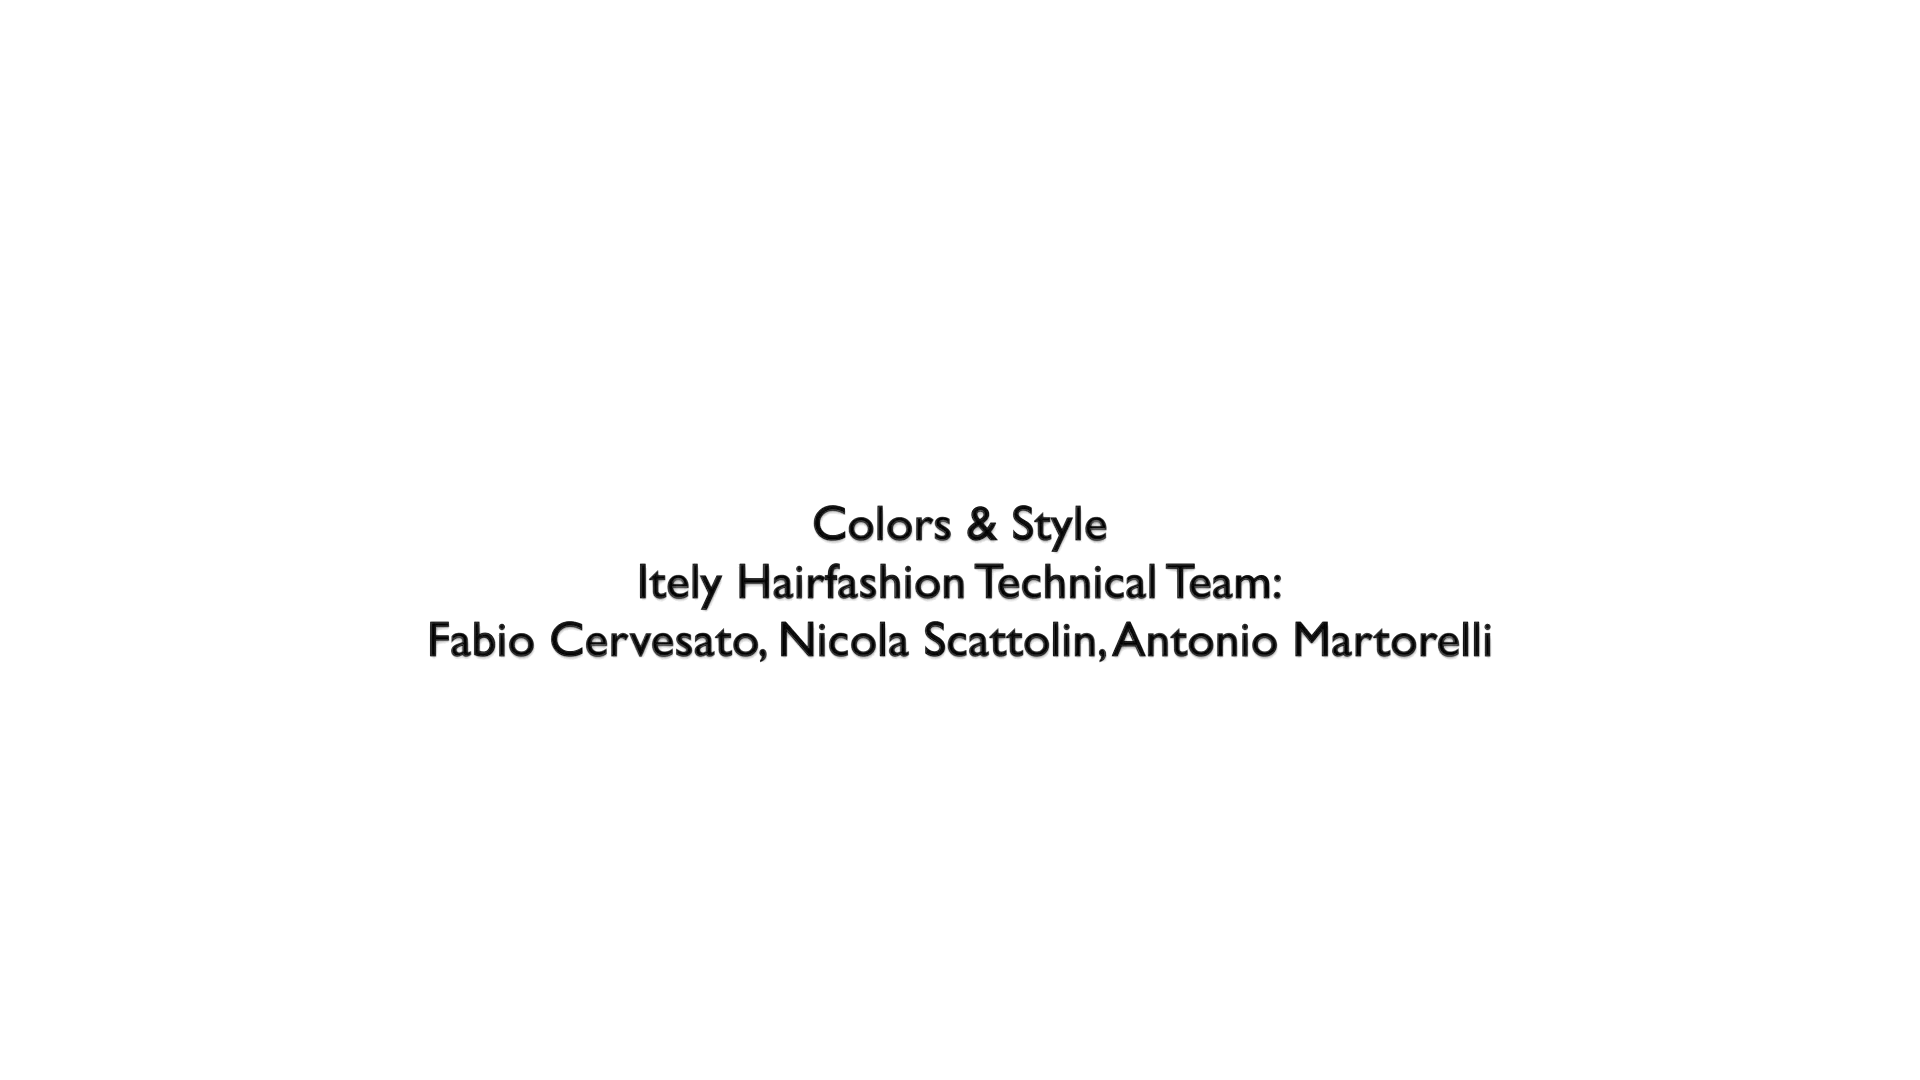 Colors & Style
Itely Hairfashion Technical Team:
Fabio Cervesato, Nicola Scattolin, Antonio Martorelli